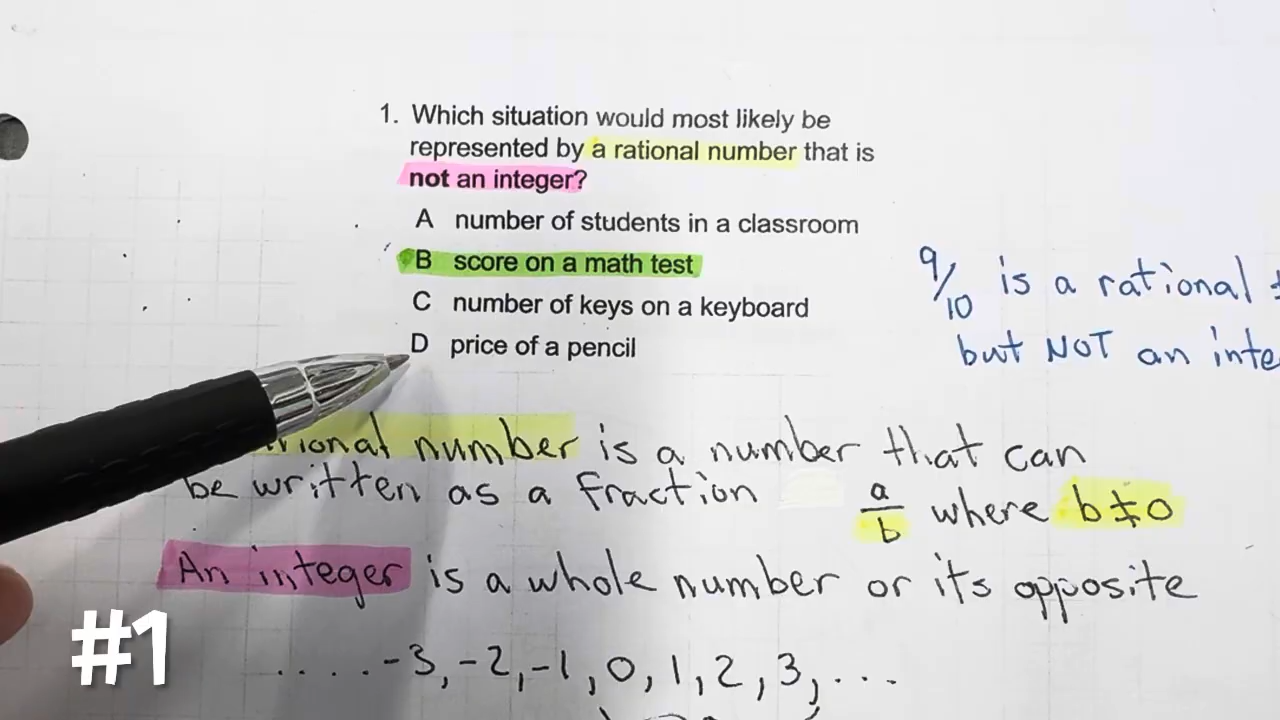 1. Which situation would most likely be
represented by a rational number that is
not an integer?
A number of students in a classroom
B score on a math test
C number of keys on a keyboard
D price of a pencil
9/10 is a rational
but NOT an inte
number is a number that can
be written as a fraction a/b where b≠0
An integer is a whole number or its opposite
.... -3, -2, -1, 0, 1, 2, 3, ...
#1